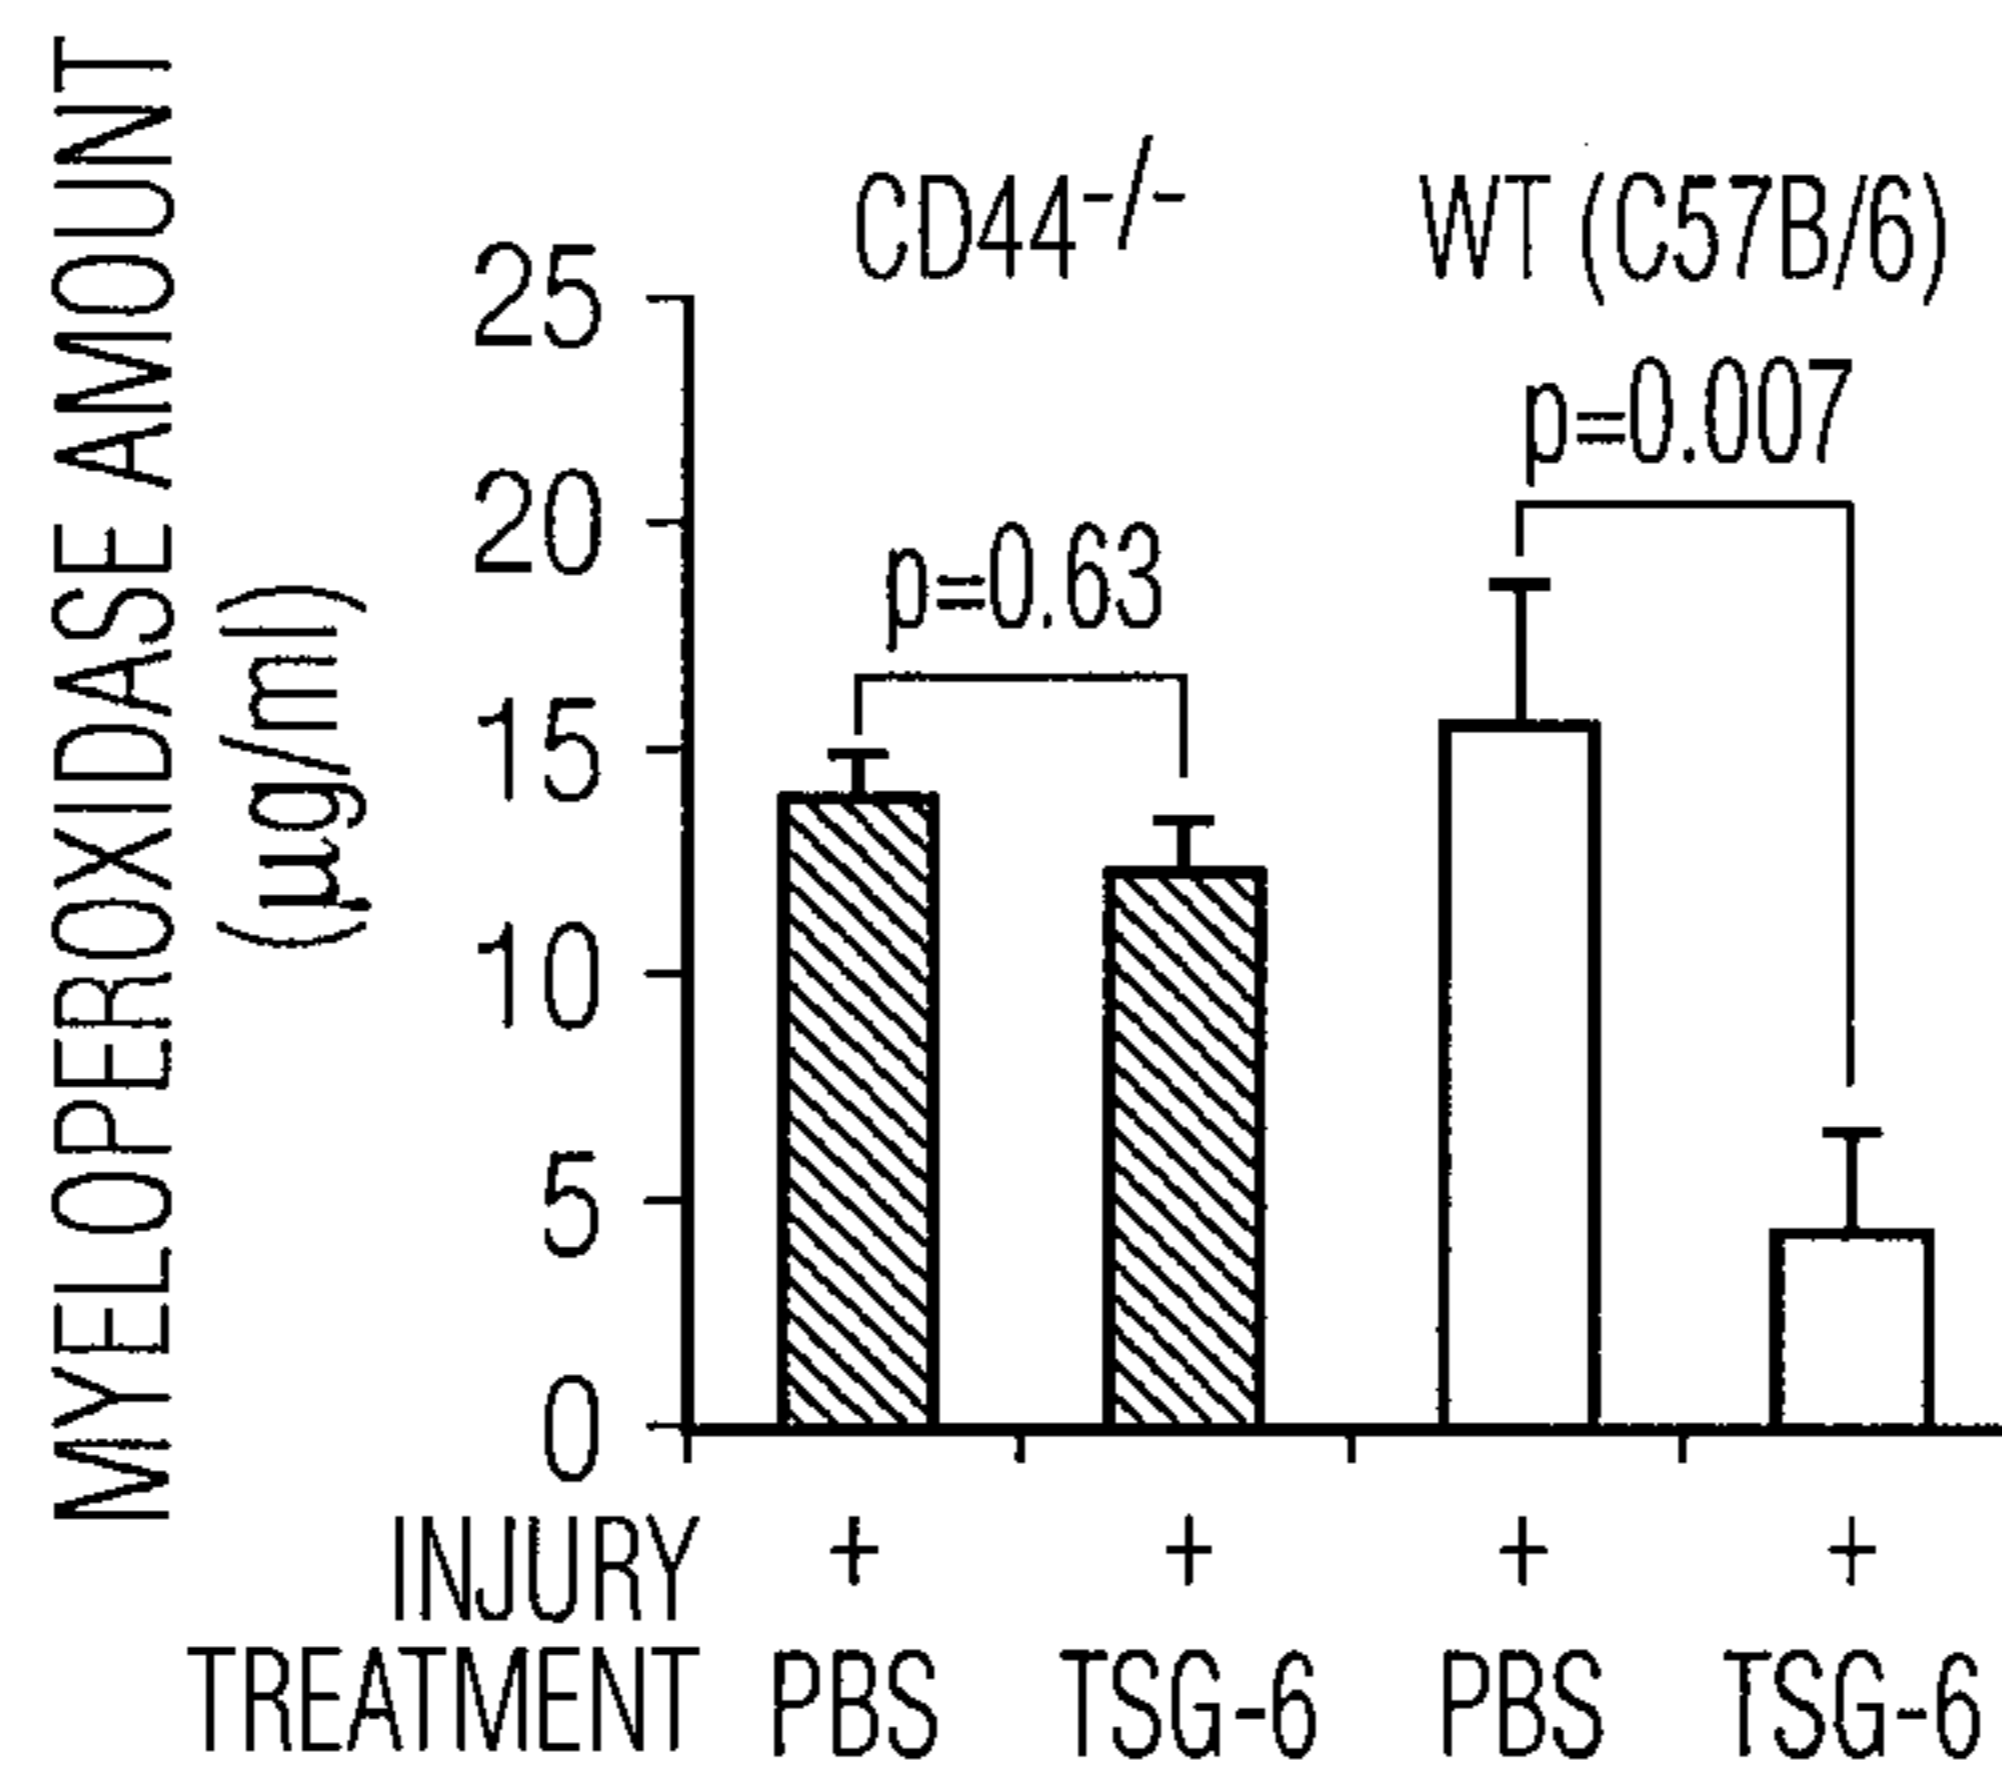 MYELOPEROXIDASE AMOUNT
(µg/ml)
CD44-/-
WT (C57B/6)
25
20
15
10
5
0
p=0.63
p=0.007
INJURY + + + +
TREATMENT PBS TSG-6 PBS TSG-6